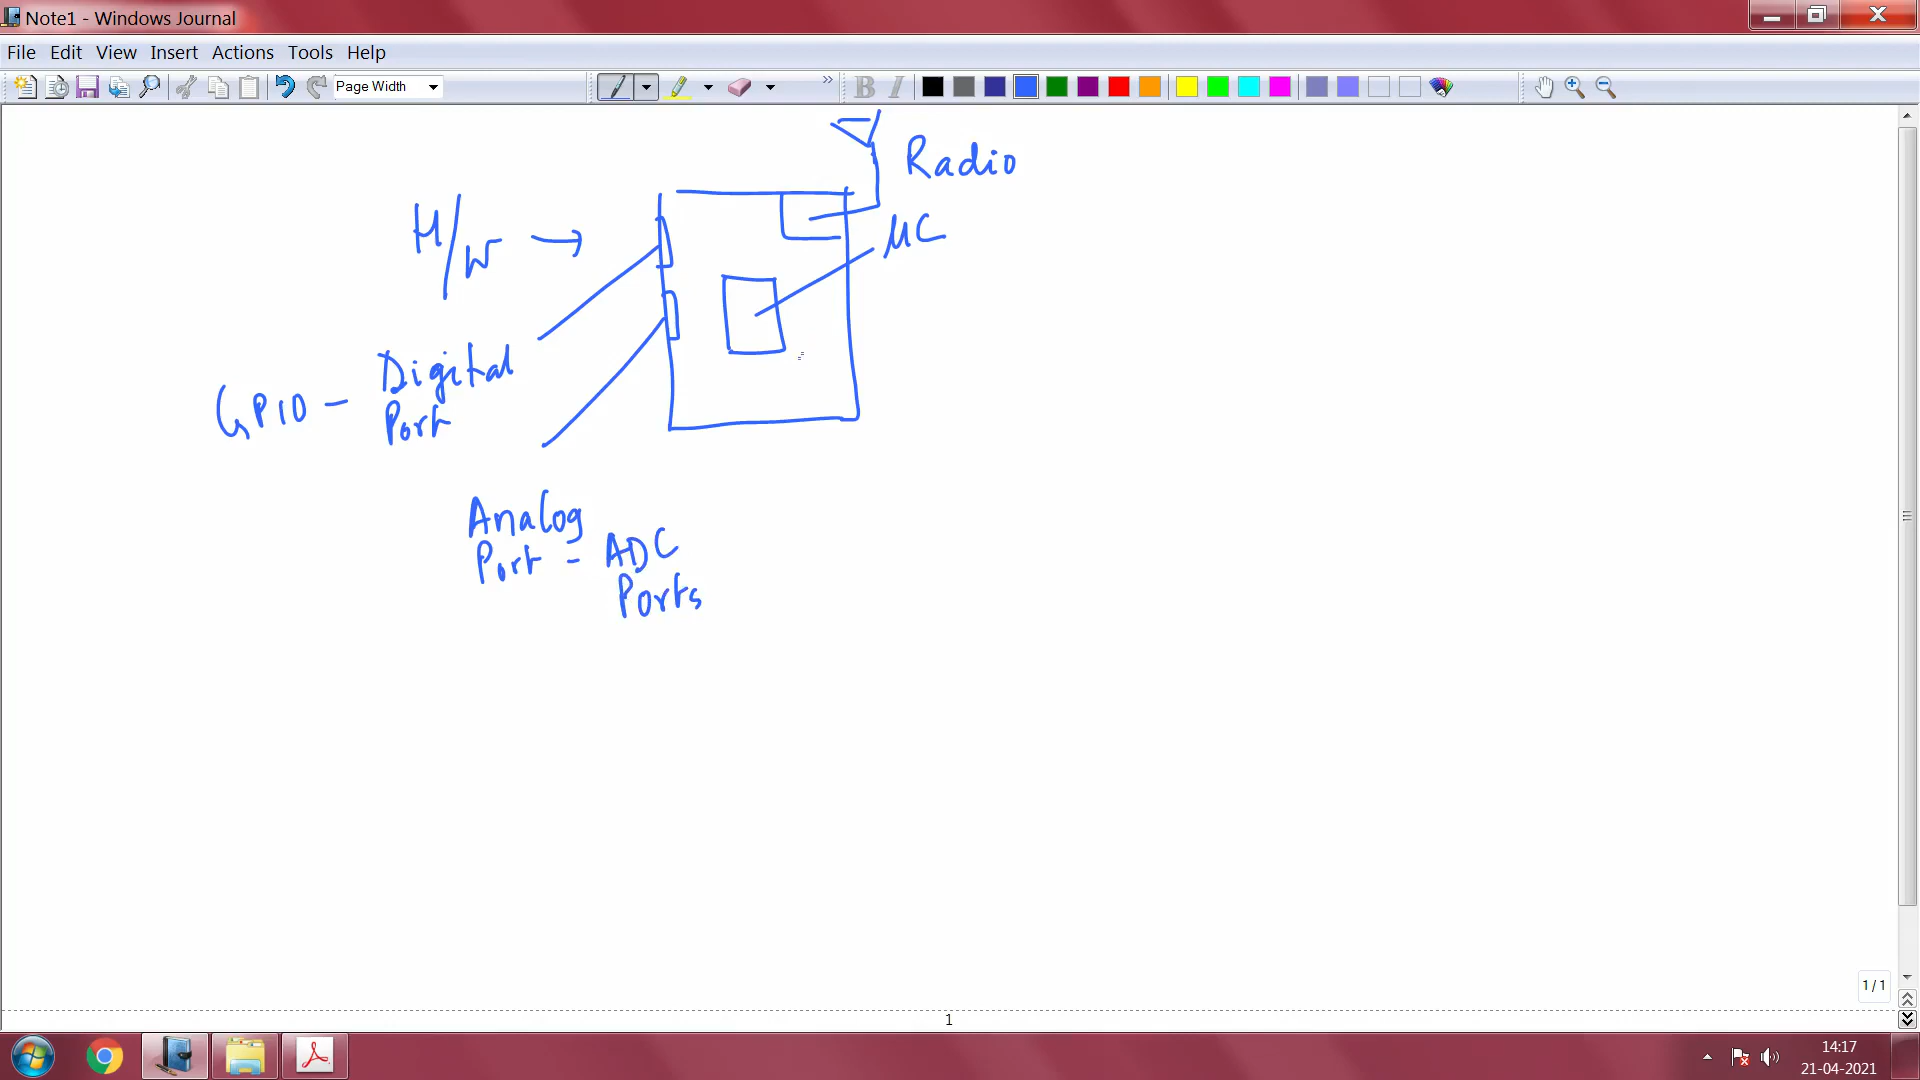 Note1 - Windows Journal
File Edit View Insert Actions Tools Help
Page Width
B I
Radio
H/W →
μC
Digital
GPIO - Port
Analog
Port - ADC
Ports
1 / 1
1
14:17
21-04-2021